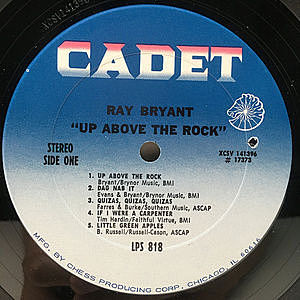 CADET
RAY BRYANT
"UP ABOVE THE ROCK"
STEREO
SIDE ONE
XCSV 141396
# 17373
1. UP ABOVE THE ROCK
Bryant/Brynor Music, BMI
2. DAG NAB IT
Evans & Bryant/Brynor Music, BMI
3. QUIZAS, QUIZAS, QUIZAS
Farres & Burke/Southern Music, ASCAP
4. IF I WERE A CARPENTER
Tim Hardin/Faithful Virtue, BMI
5. LITTLE GREEN APPLES
B. Russell/Russell-Cason, ASCAP
LPS 818
MFG. BY CHESS PRODUCING CORP., CHICAGO, IL 60616